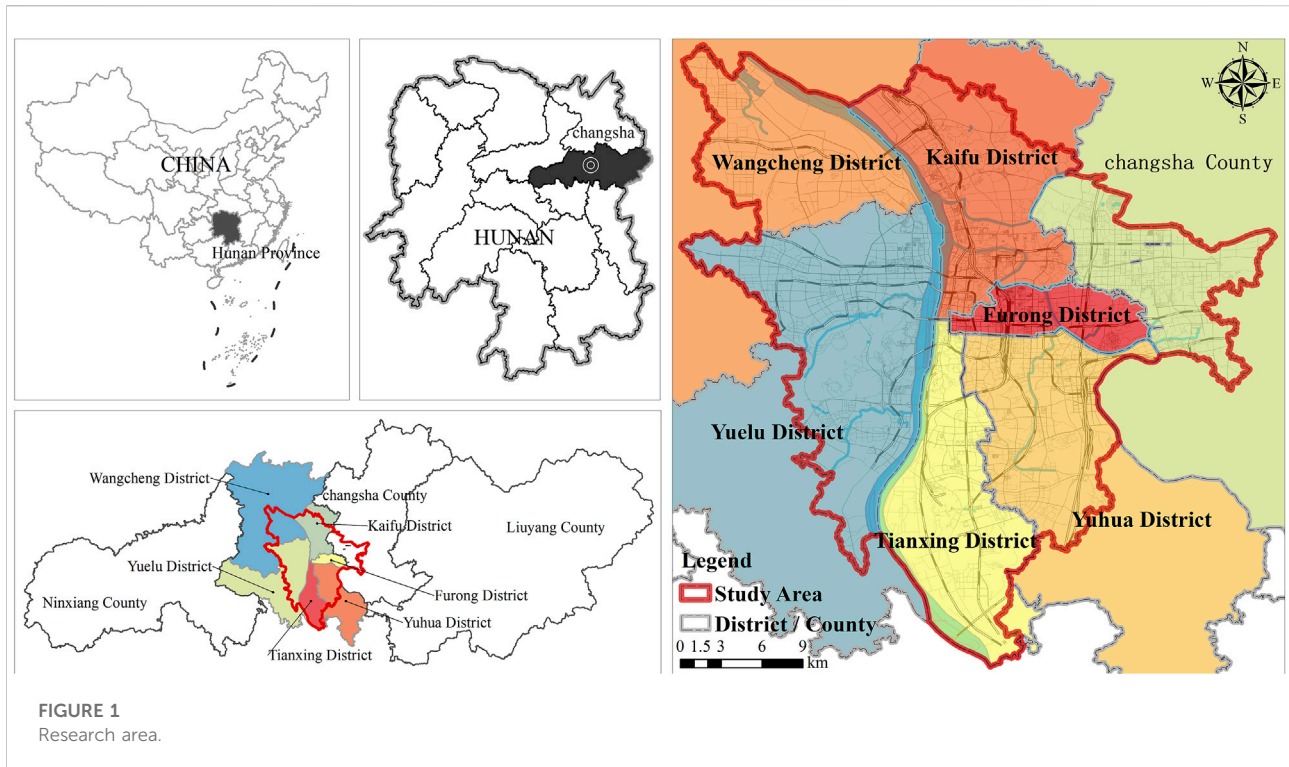 CHINA
Hunan Province
changsha
HUNAN
Wangcheng District
changsha County
Kaifu District
Liuyang County
Yuelu District
Ninxiang County
Furong District
Yuhua District
Tianxing District
N
W E
S
Wangcheng District
Kaifu District
changsha County
Furong District
Yuelu District
Tianxing District
Yuhua District
Legend
Study Area
District / County
0 1.5 3 6 9
km
FIGURE 1
Research area.